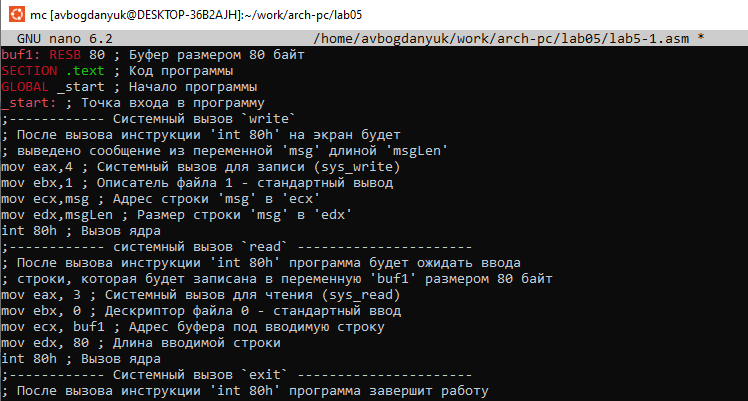 mc [avbogdanyuk@DESKTOP-36B2AJH]:~/work/arch-pc/lab05
GNU nano 6.2 /home/avbogdanyuk/work/arch-pc/lab05/lab5-1.asm *
buf1: RESB 80 ; Буфер размером 80 байт
SECTION .text ; Код программы
GLOBAL _start ; Начало программы
_start: ; Точка входа в программу
;------------ Системный вызов `write`
; После вызова инструкции 'int 80h' на экран будет
; выведено сообщение из переменной 'msg' длиной 'msgLen'
mov eax,4 ; Системный вызов для записи (sys_write)
mov ebx,1 ; Описатель файла 1 - стандартный вывод
mov ecx,msg ; Адрес строки 'msg' в 'ecx'
mov edx,msgLen ; Размер строки 'msg' в 'edx'
int 80h ; Вызов ядра
;------------ системный вызов `read` ----------------------
; После вызова инструкции 'int 80h' программа будет ожидать ввода
; строки, которая будет записана в переменную 'buf1' размером 80 байт
mov eax, 3 ; Системный вызов для чтения (sys_read)
mov ebx, 0 ; Дескриптор файла 0 - стандартный ввод
mov ecx, buf1 ; Адрес буфера под вводимую строку
mov edx, 80 ; Длина вводимой строки
int 80h ; Вызов ядра
;------------ Системный вызов `exit` ----------------------
; После вызова инструкции 'int 80h' программа завершит работу